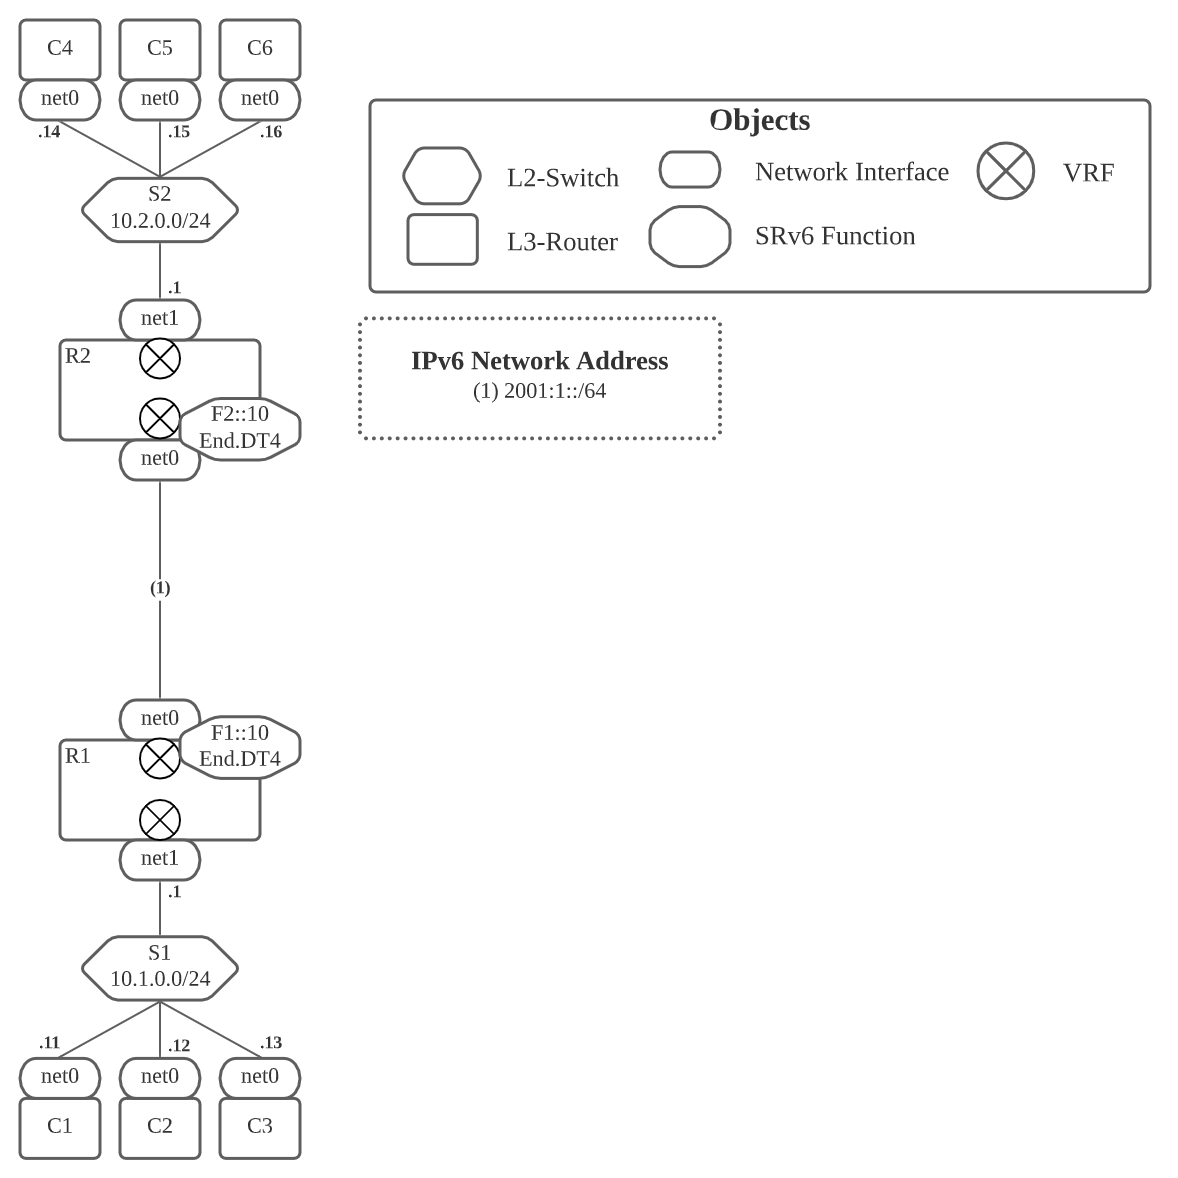 C4 C5 C6
net0 net0 net0
.14 .15 .16
S2
10.2.0.0/24
.1
net1
R2
F2::10
End.DT4
net0
(1)
net0
F1::10
End.DT4
R1
net1
.1
S1
10.1.0.0/24
.11 .12 .13
net0 net0 net0
C1 C2 C3
Objects
L2-Switch Network Interface VRF
L3-Router SRv6 Function
IPv6 Network Address
(1) 2001:1::/64